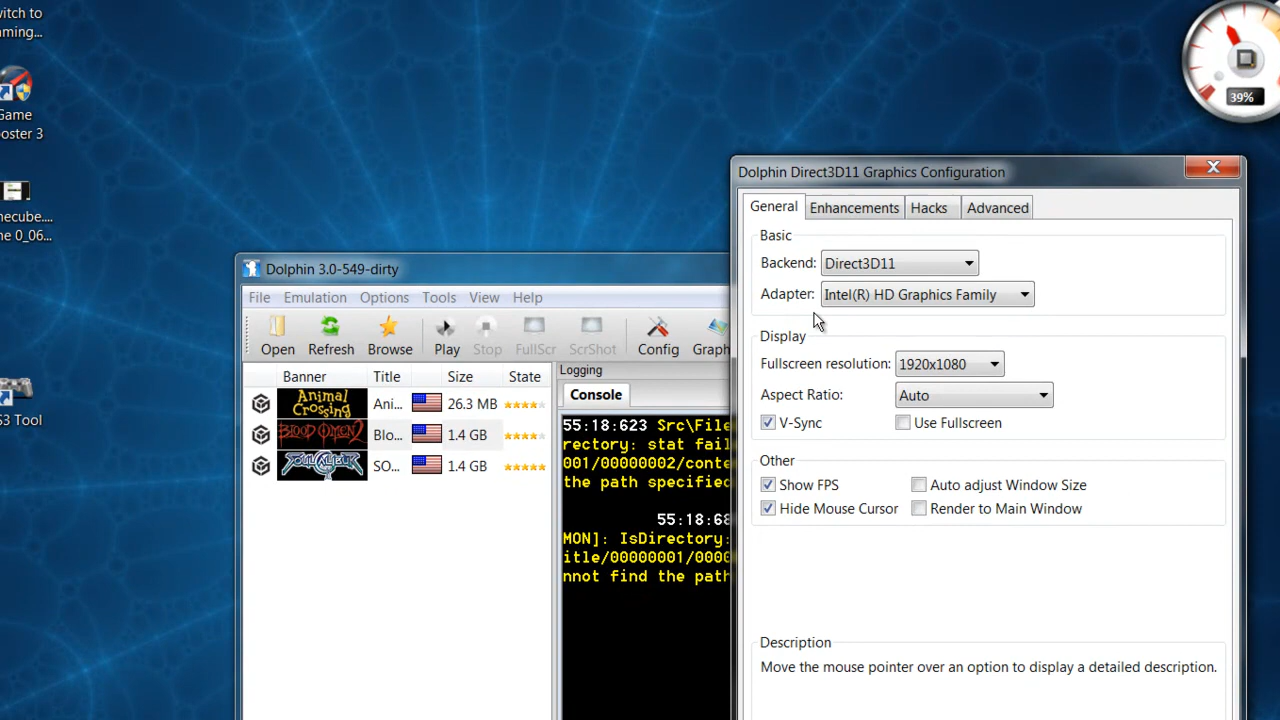 witch to
aming...
Game
oster 3
necube....
ne 0_06...
S3 Tool
39%
Dolphin 3.0-549-dirty
File Emulation Options Tools View Help
Open Refresh Browse Play Stop FullScr ScrShot Config Graph
Banner Title Size State
Animal Crossing Ani... 26.3 MB
Blood Omen 2 Blo... 1.4 GB
SoulCalibur SO... 1.4 GB
Logging
Console
55:18:623 Src\File
rectory: stat fail
001/00000002/conte
the path specified
55:18:68
MON]: IsDirectory:
itle/00000001/0000
nnot find the path
Dolphin Direct3D11 Graphics Configuration
General Enhancements Hacks Advanced
Basic
Backend: Direct3D11
Adapter: Intel(R) HD Graphics Family
Display
Fullscreen resolution: 1920x1080
Aspect Ratio: Auto
V-Sync Use Fullscreen
Other
Show FPS Auto adjust Window Size
Hide Mouse Cursor Render to Main Window
Description
Move the mouse pointer over an option to display a detailed description.